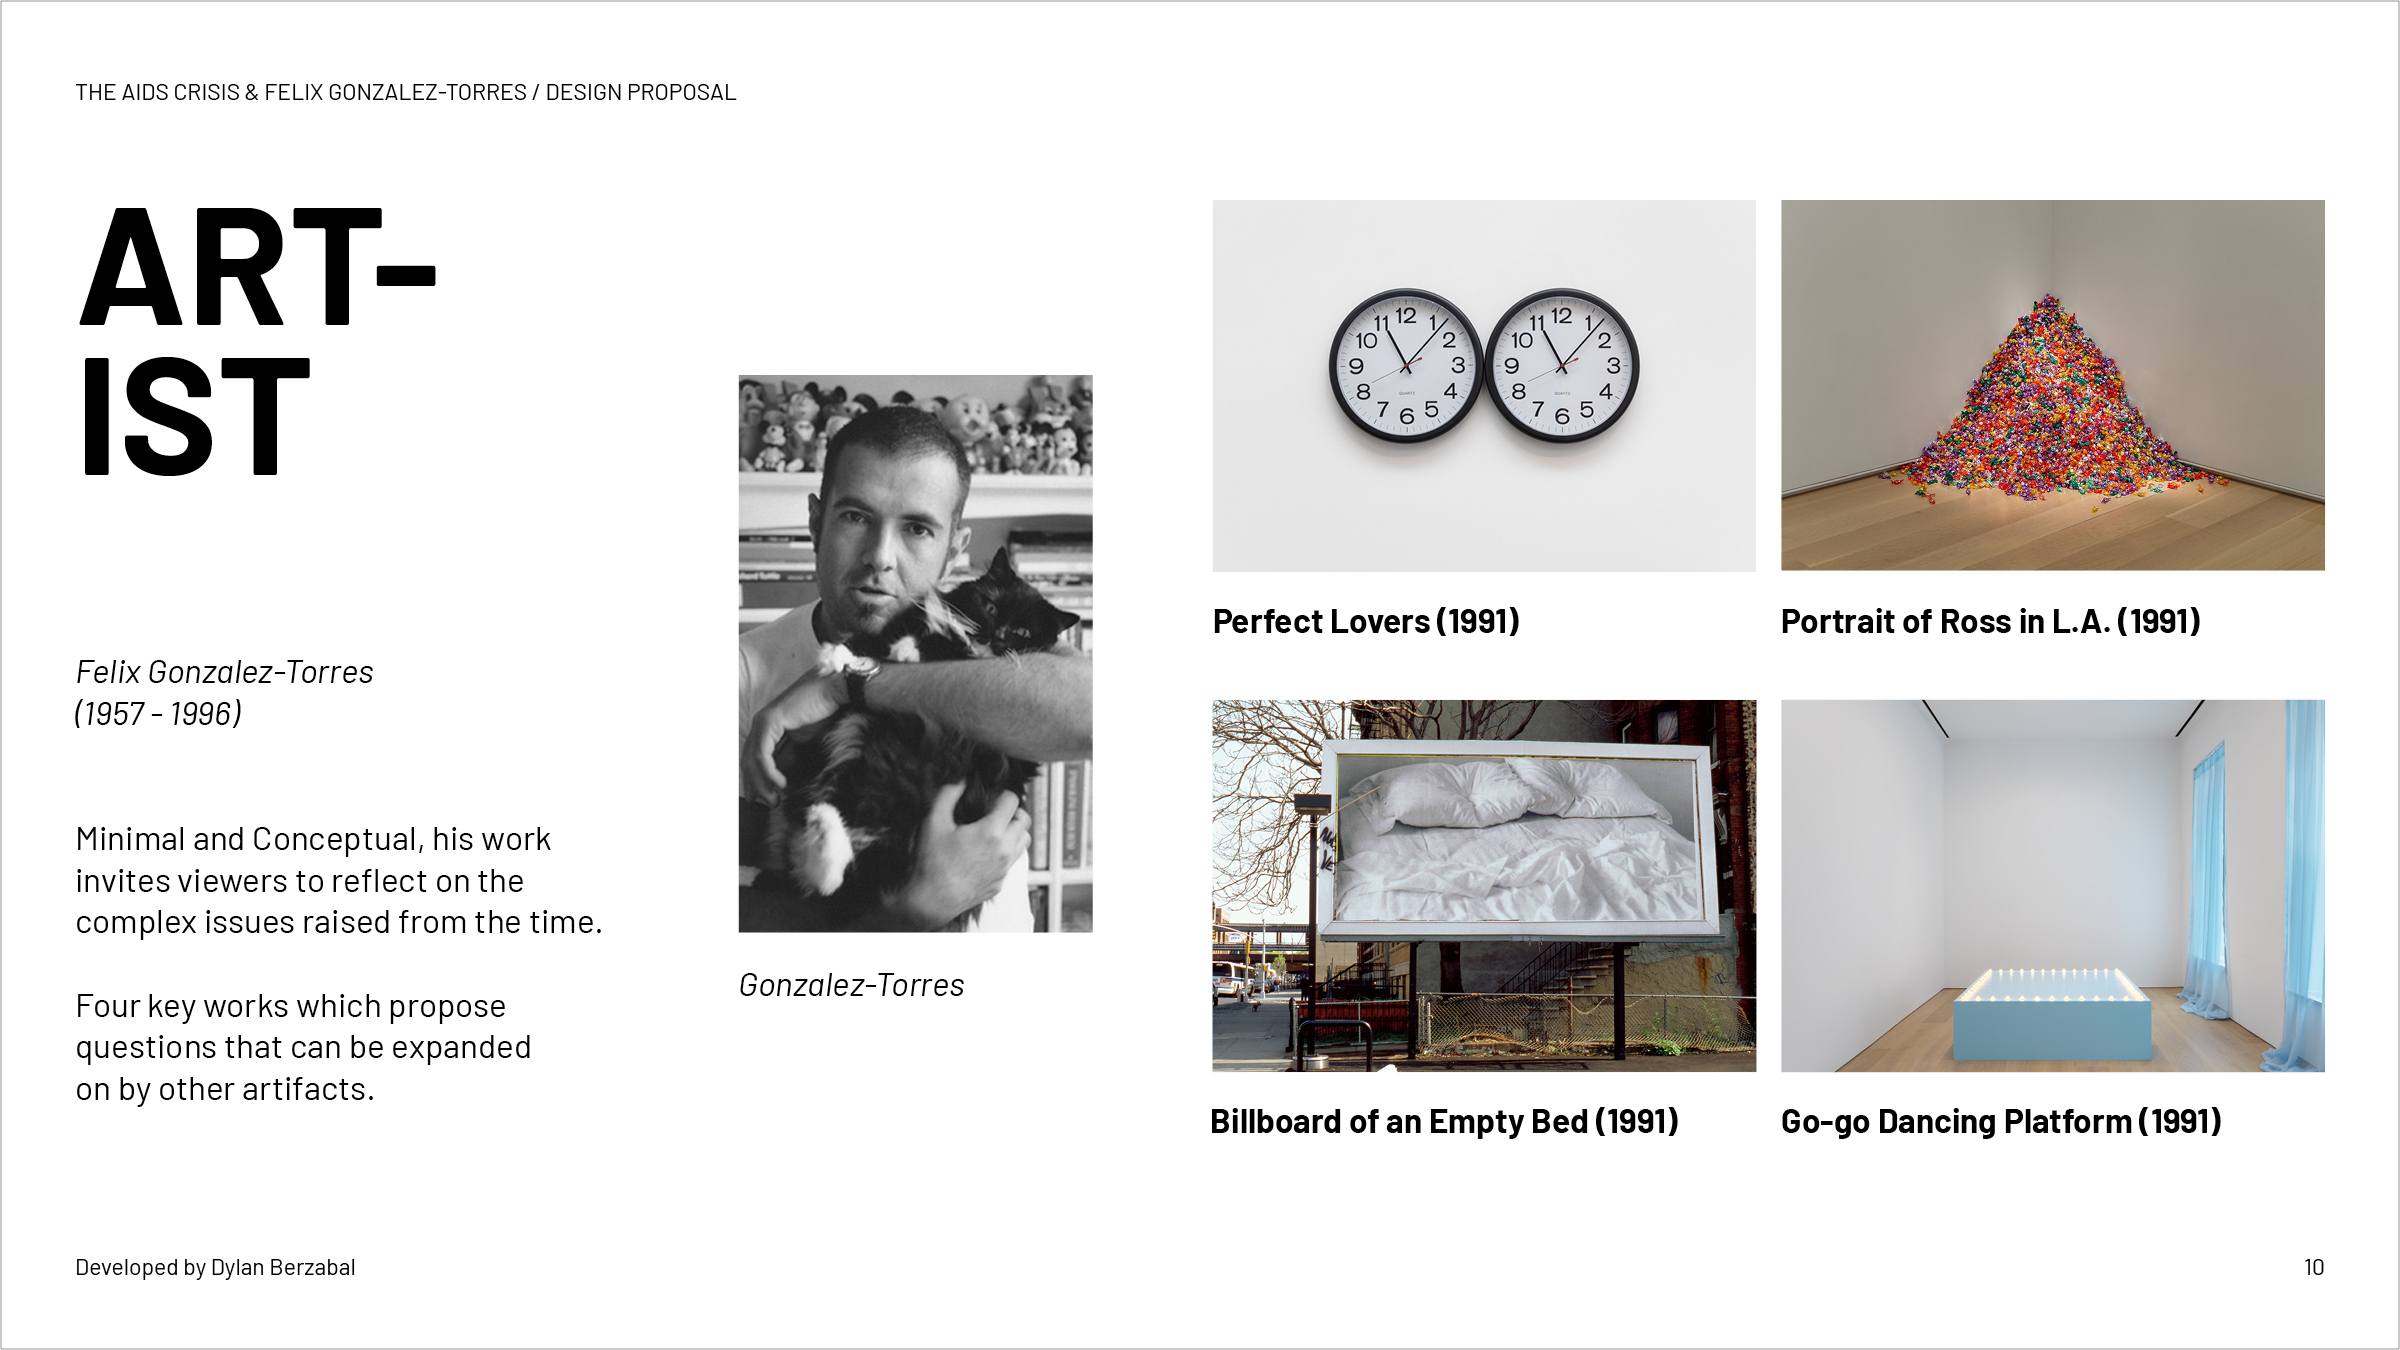 THE AIDS CRISIS & FELIX GONZALEZ-TORRES / DESIGN PROPOSAL
ART-
IST
Felix Gonzalez-Torres
(1957 - 1996)
Minimal and Conceptual, his work
invites viewers to reflect on the
complex issues raised from the time.
Four key works which propose
questions that can be expanded
on by other artifacts.
Gonzalez-Torres
12
1
2
3
4
5
6
7
8
9
10
11
QUARTZ
12
1
2
3
4
5
6
7
8
9
10
11
QUARTZ
Perfect Lovers (1991)
Portrait of Ross in L.A. (1991)
Billboard of an Empty Bed (1991)
Go-go Dancing Platform (1991)
Developed by Dylan Berzabal
10